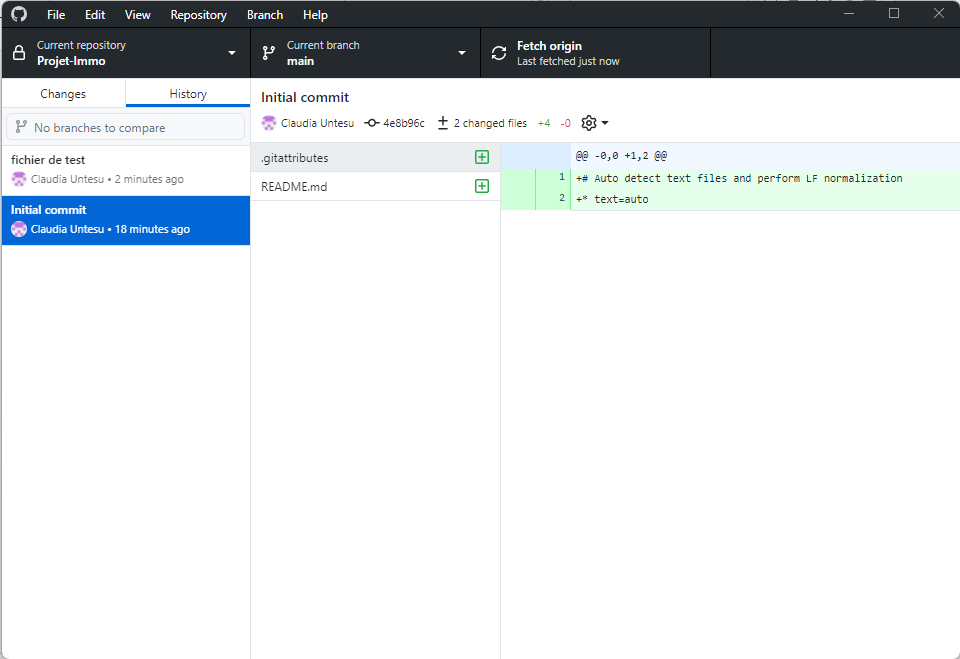 File Edit View Repository Branch Help
Current repository
Projet-Immo
Current branch
main
Fetch origin
Last fetched just now
Changes
History
No branches to compare
fichier de test
Claudia Untesu • 2 minutes ago
Initial commit
Claudia Untesu • 18 minutes ago
Initial commit
Claudia Untesu 4e8b96c 2 changed files +4 -0
.gitattributes
README.md
@@ -0,0 +1,2 @@
1 +# Auto detect text files and perform LF normalization
2 +* text=auto